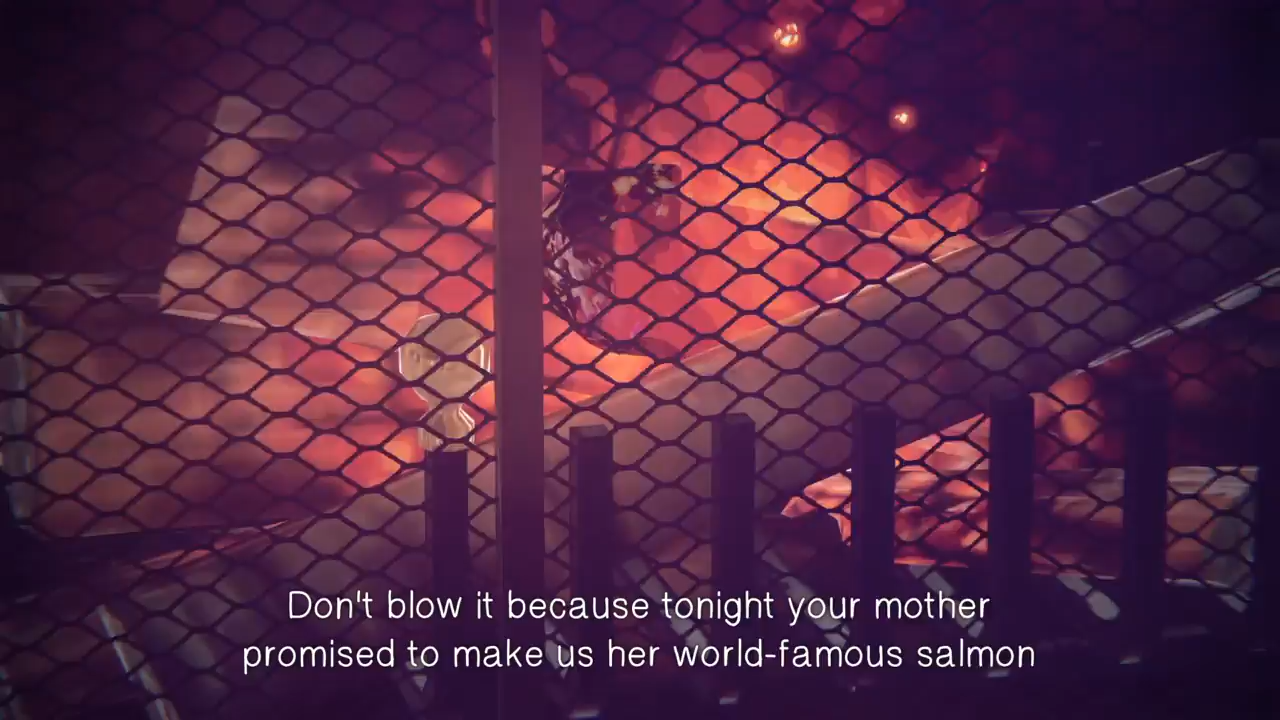 Don't blow it because tonight your mother
promised to make us her world-famous salmon